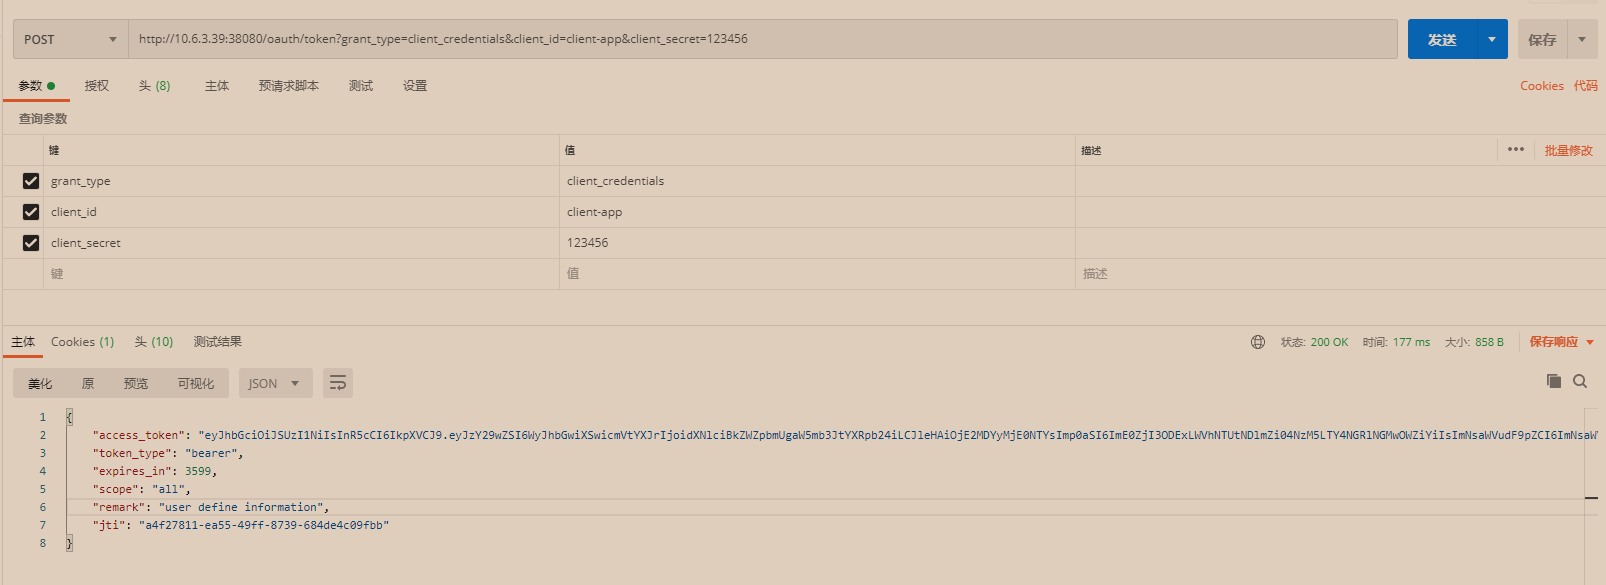 POST http://10.6.3.39:38080/oauth/token?grant_type=client_credentials&client_id=client-app&client_secret=123456 发送 保存
参数 授权 头 (8) 主体 预请求脚本 测试 设置 Cookies 代码
查询参数
键 值 描述 ••• 批量修改
grant_type client_credentials
client_id client-app
client_secret 123456
键 值 描述
主体 Cookies (1) 头 (10) 测试结果 状态: 200 OK 时间: 177 ms 大小: 858 B 保存响应
美化 原 预览 可视化 JSON
1 {
2 "access_token": "eyJhbGciOiJSUzI1NiIsInR5cCI6IkpXVCJ9.eyJzY29wZSI6WyJhbGwiXSwicmVtYXJrIjoidXNlciBkZWZpbmUgaW5mb3JtYXRpb24iLCJleHAiOjE2MDYyMjE0NTYsImp0aSI6ImE0ZjI3ODExLWVhNTUtNDlmZi04NzM5LTY4NGRlNGMwOWZiYiIsImNsaWVudF9pZCI6ImNsaW
3 "token_type": "bearer",
4 "expires_in": 3599,
5 "scope": "all",
6 "remark": "user define information",
7 "jti": "a4f27811-ea55-49ff-8739-684de4c09fbb"
8 }